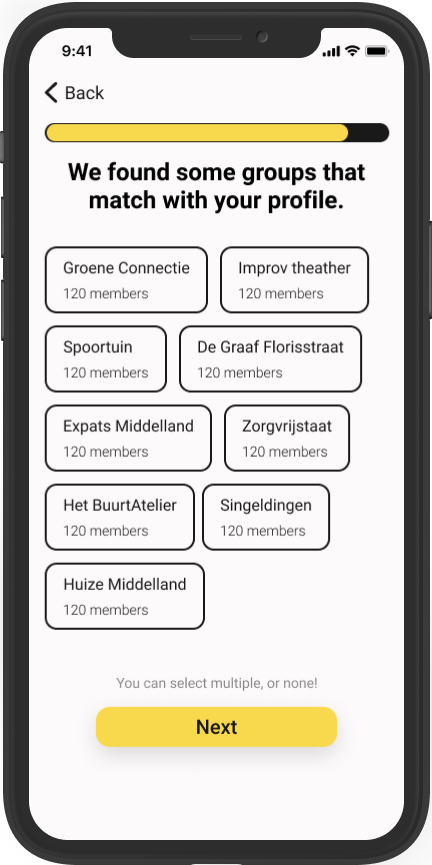 9:41
Back
We found some groups that
match with your profile.
Groene Connectie
120 members
Improv theather
120 members
Spoortuin
120 members
De Graaf Florisstraat
120 members
Expats Middelland
120 members
Zorgvrijstaat
120 members
Het BuurtAtelier
120 members
Singeldingen
120 members
Huize Middelland
120 members
You can select multiple, or none!
Next